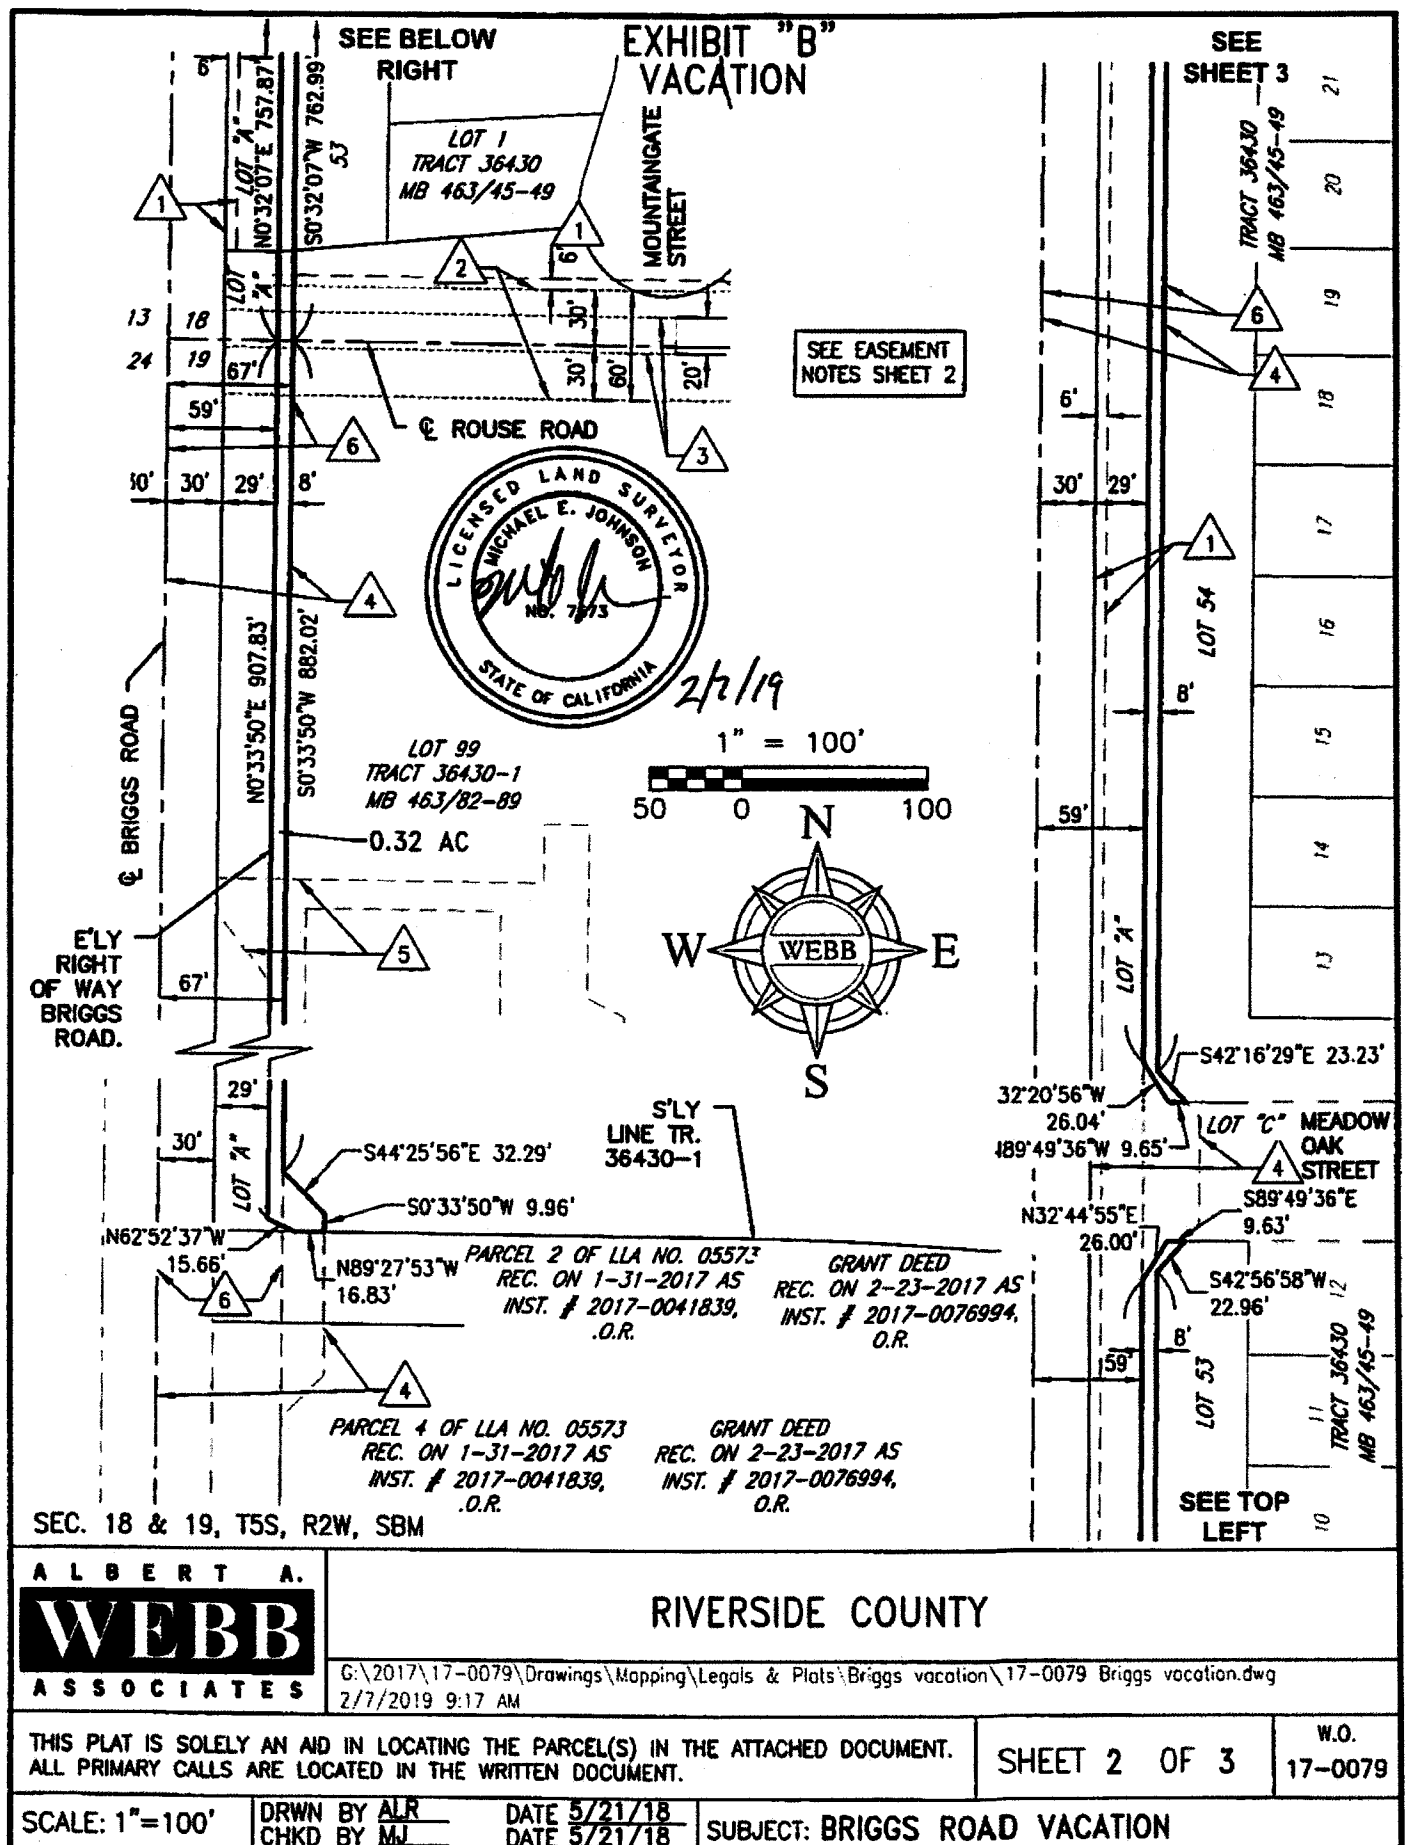 EXHIBIT "B"
VACATION
SEE BELOW
RIGHT
SEE
SHEET 3
6'
LOT "A"
N0°32'07"E 757.87'
S0°32'07"W 762.99'
53
LOT 1
TRACT 36430
MB 463/45-49
MOUNTAINGATE
STREET
1
1
2
6'
LOT "A"
13 18
24 19
30'
30'
60'
20'
67'
59'
℄ ROUSE ROAD
6
3
30' 29' 8'
4
SEE EASEMENT
NOTES SHEET 2
LICENSED LAND SURVEYOR
MICHAEL E. JOHNSON
NO. 7673
STATE OF CALIFORNIA
2/7/19
N0°33'50"E 907.83'
S0°33'50"W 882.02'
℄ BRIGGS ROAD
LOT 99
TRACT 36430-1
MB 463/82-89
0.32 AC
1" = 100'
50 0 100
N
W WEBB E
S
E'LY
RIGHT
OF WAY
BRIGGS
ROAD.
5
67'
29'
30'
LOT "A"
S44°25'56"E 32.29'
S0°33'50"W 9.96'
N62°52'37"W
15.66'
N89°27'53"W
16.83'
S'LY
LINE TR.
36430-1
6
PARCEL 2 OF LLA NO. 05573
REC. ON 1-31-2017 AS
INST. # 2017-0041839,
.O.R.
GRANT DEED
REC. ON 2-23-2017 AS
INST. # 2017-0076994,
O.R.
4
PARCEL 4 OF LLA NO. 05573
REC. ON 1-31-2017 AS
INST. # 2017-0041839,
.O.R.
GRANT DEED
REC. ON 2-23-2017 AS
INST. # 2017-0076994,
O.R.
SEC. 18 & 19, T5S, R2W, SBM
TRACT 36430
MB 463/45-49
21
20
19
18
17
16
15
14
13
6
4
6'
30' 29'
1
LOT 54
8'
59'
LOT "A"
S42°16'29"E 23.23'
32°20'56"W
26.04'
89°49'36"W 9.65'
LOT "C"
MEADOW
OAK
STREET
4
N32°44'55"E
26.00'
S89°49'36"E
9.63'
S42°56'58"W
22.96'
12
8'
59'
LOT 53
11
TRACT 36430
MB 463/45-49
10
SEE TOP
LEFT
ALBERT A.
WEBB
ASSOCIATES
RIVERSIDE COUNTY
G:\2017\17-0079\Drawings\Mapping\Legals & Plats\Briggs vacation\17-0079 Briggs vacation.dwg
2/7/2019 9:17 AM
THIS PLAT IS SOLELY AN AID IN LOCATING THE PARCEL(S) IN THE ATTACHED DOCUMENT.
ALL PRIMARY CALLS ARE LOCATED IN THE WRITTEN DOCUMENT.
SHEET 2 OF 3
W.O.
17-0079
SCALE: 1"=100'
DRWN BY ALR DATE 5/21/18
CHKD BY MJ DATE 5/21/18
SUBJECT: BRIGGS ROAD VACATION